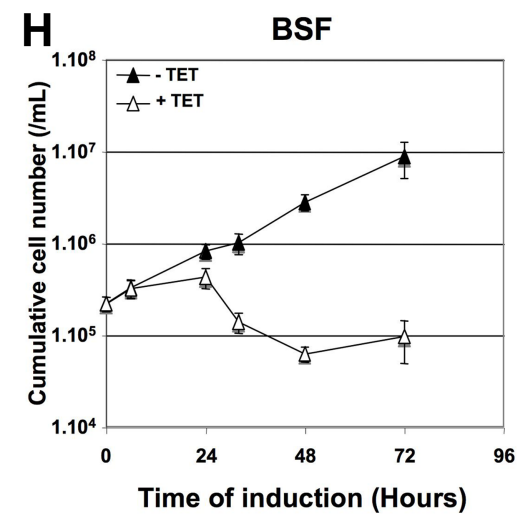 H
BSF
- TET
+ TET
Cumulative cell number (/mL)
1.10⁸
1.10⁷
1.10⁶
1.10⁵
1.10⁴
0 24 48 72 96
Time of induction (Hours)